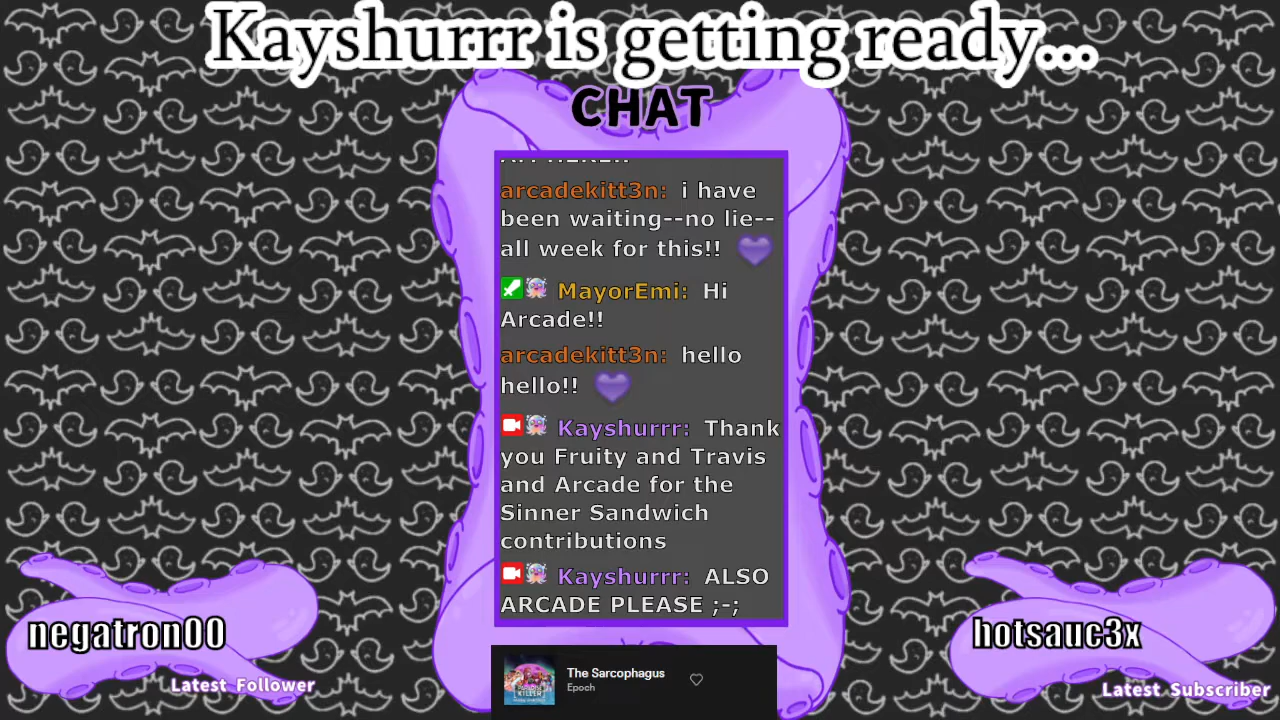 Kayshurrr is getting ready...
CHAT
arcadekitt3n: i have
been waiting--no lie--
all week for this!!
MayorEmi: Hi
Arcade!!
arcadekitt3n: hello
hello!!
Kayshurrr: Thank
you Fruity and Travis
and Arcade for the
Sinner Sandwich
contributions
Kayshurrr: ALSO
ARCADE PLEASE ;-;
negatron00
Latest Follower
hotsauc3x
Latest Subscriber
The Sarcophagus
Epoch